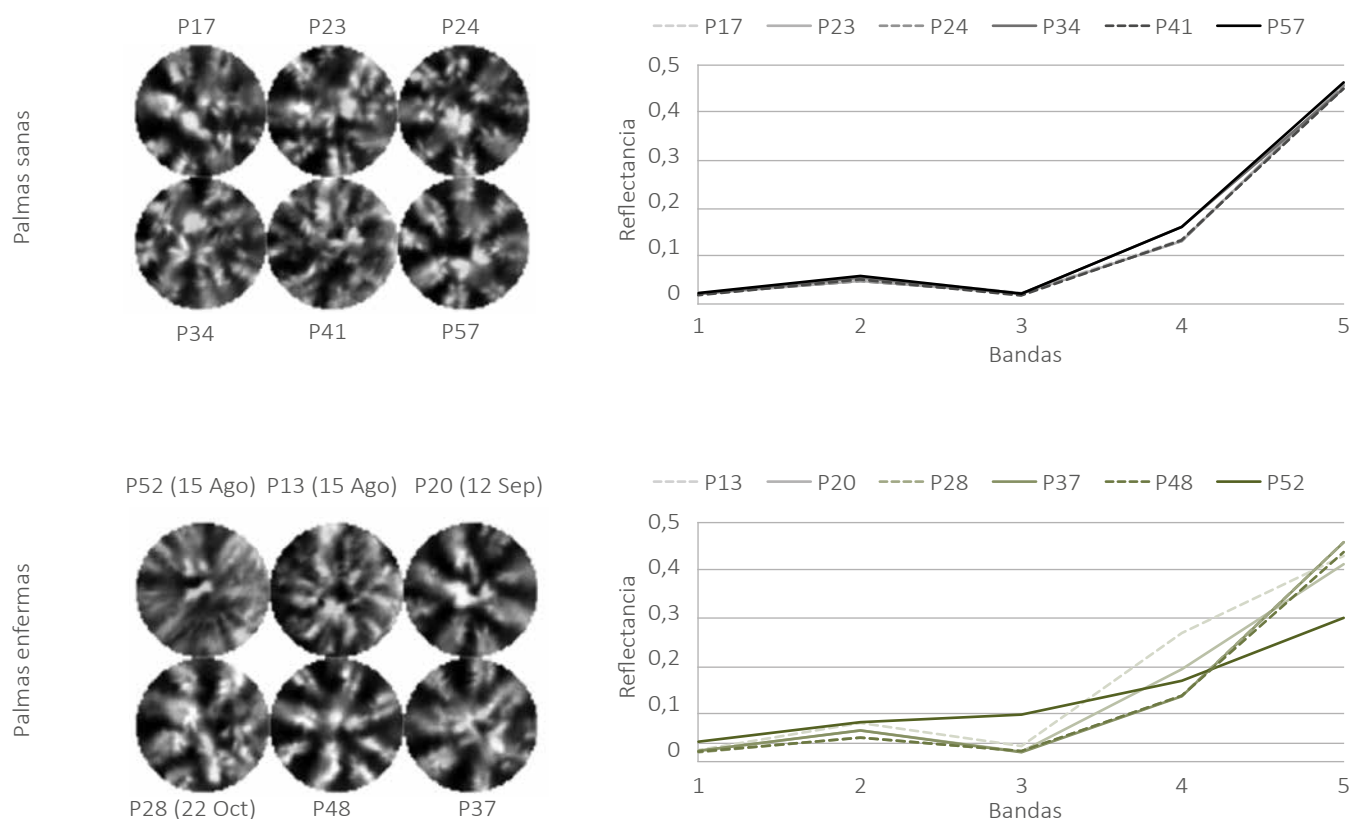 Palmas sanas
P17 P23 P24
P34 P41 P57
P17 P23 P24 P34 P41 P57
Reflectancia
0,5
0,4
0,3
0,2
0,1
0
1 2 3 4 5
Bandas
Palmas enfermas
P52 (15 Ago) P13 (15 Ago) P20 (12 Sep)
P28 (22 Oct) P48 P37
P13 P20 P28 P37 P48 P52
Reflectancia
0,5
0,4
0,3
0,2
0,1
0
1 2 3 4 5
Bandas